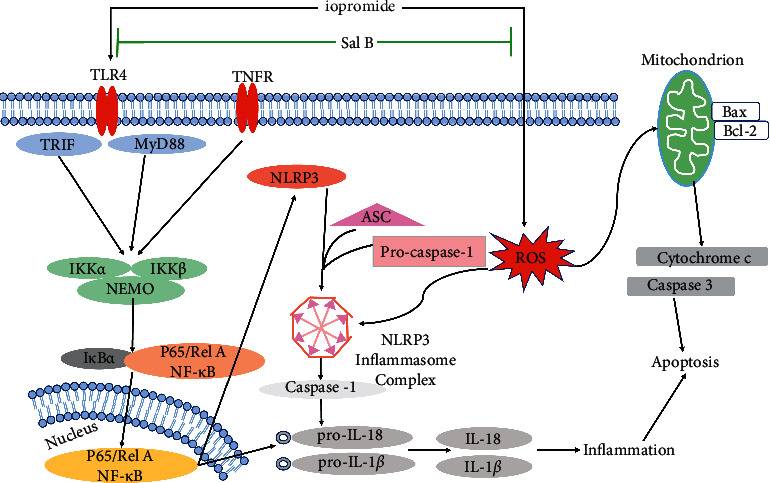 iopromide
Sal B
TLR4
TNFR
Mitochondrion
Bax
Bcl-2
TRIF
MyD88
NLRP3
ASC
Pro-caspase-1
ROS
IKKα
IKKβ
NEMO
Cytochrome c
Caspase 3
NLRP3
Inflammasome
Complex
IκBα
P65/Rel A
NF-κB
Caspase -1
Apoptosis
Nucleus
pro-IL-18
IL-18
Inflammation
P65/Rel A
NF-κB
pro-IL-1β
IL-1β